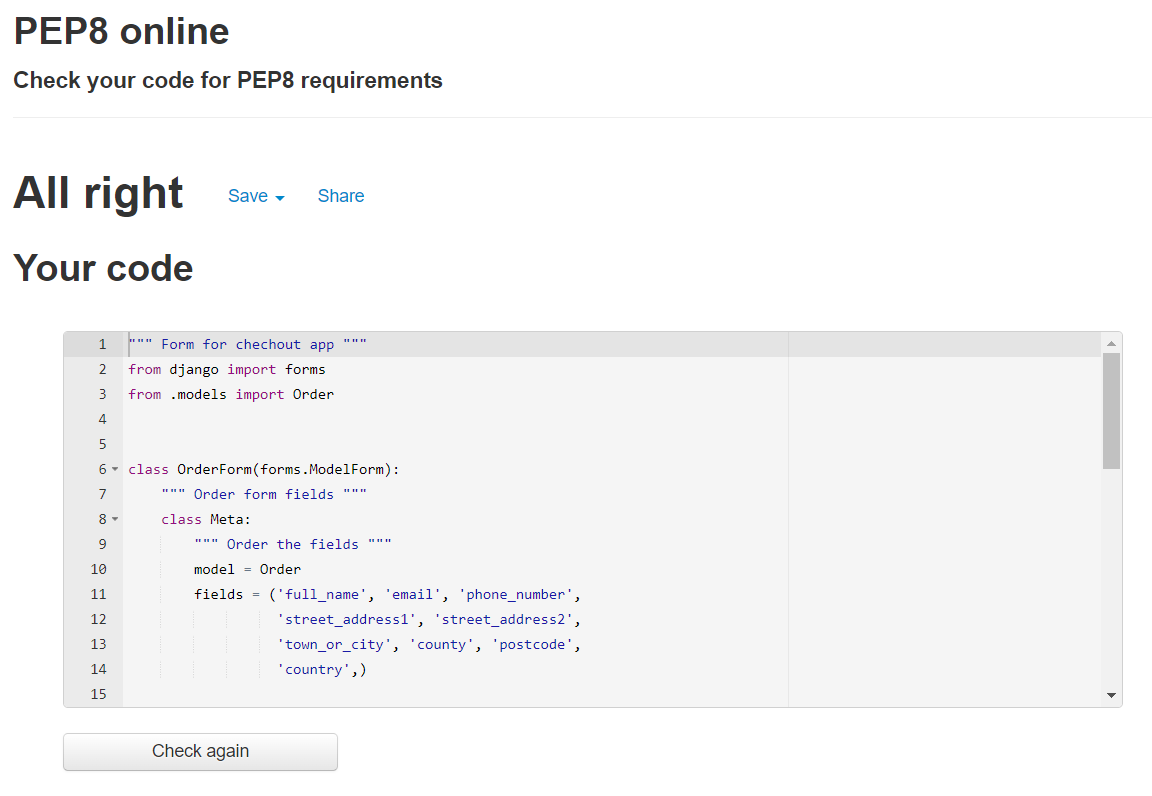 PEP8 online
Check your code for PEP8 requirements
All right Save Share
Your code
1 """ Form for chechout app """
2 from django import forms
3 from .models import Order
4
5
6 class OrderForm(forms.ModelForm):
7 """ Order form fields """
8 class Meta:
9 """ Order the fields """
10 model = Order
11 fields = ('full_name', 'email', 'phone_number',
12 'street_address1', 'street_address2',
13 'town_or_city', 'county', 'postcode',
14 'country',)
15
Check again